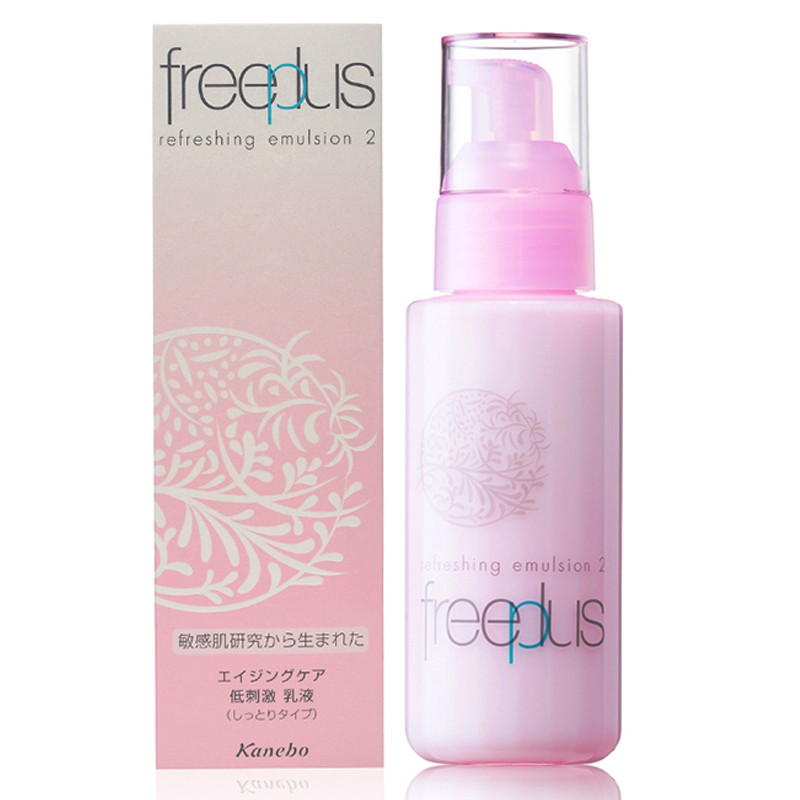 freeplus
refreshing emulsion 2
敏感肌研究から生まれた
エイジングケア
低刺激 乳液
(しっとりタイプ)
Kanebo
refreshing emulsion 2
freeplus